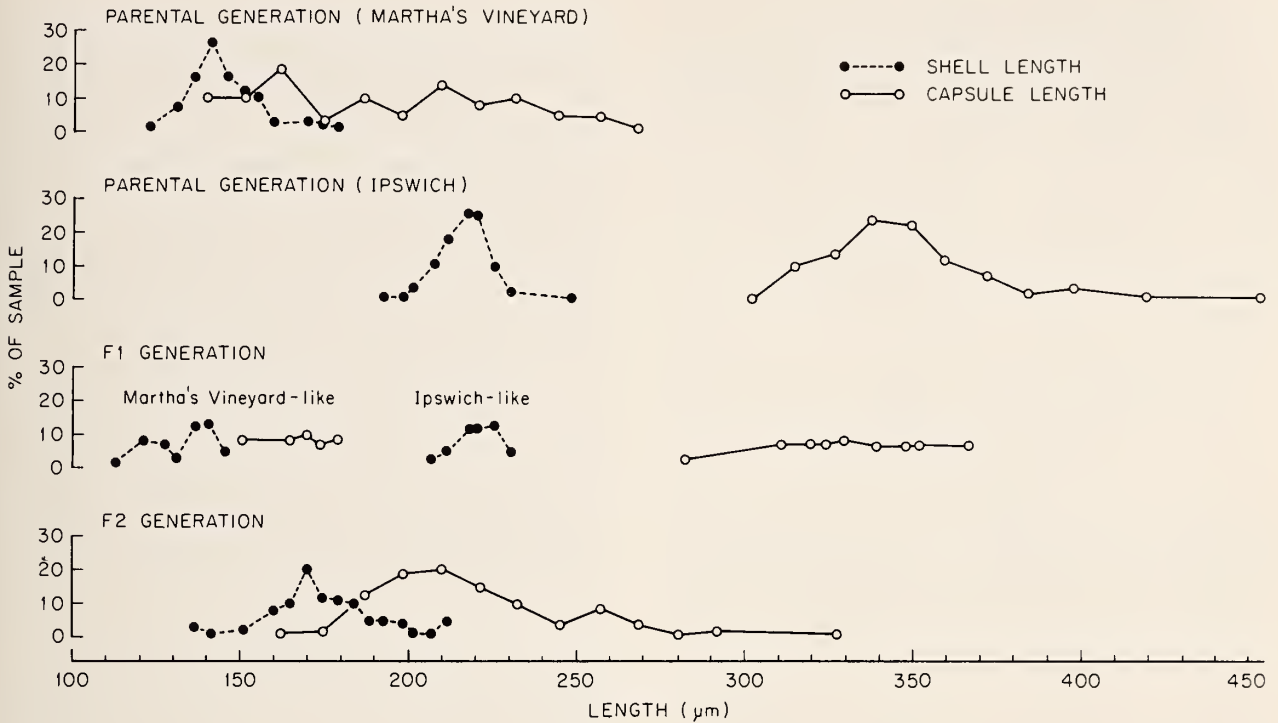 PARENTAL GENERATION (MARTHA'S VINEYARD)
30
20
10
0
SHELL LENGTH
CAPSULE LENGTH
PARENTAL GENERATION (IPSWICH)
30
20
10
0
% OF SAMPLE
F1 GENERATION
30
20
10
0
Martha's Vineyard-like
Ipswich-like
F2 GENERATION
30
20
10
0
100 150 200 250 300 350 400 450
LENGTH (µm)